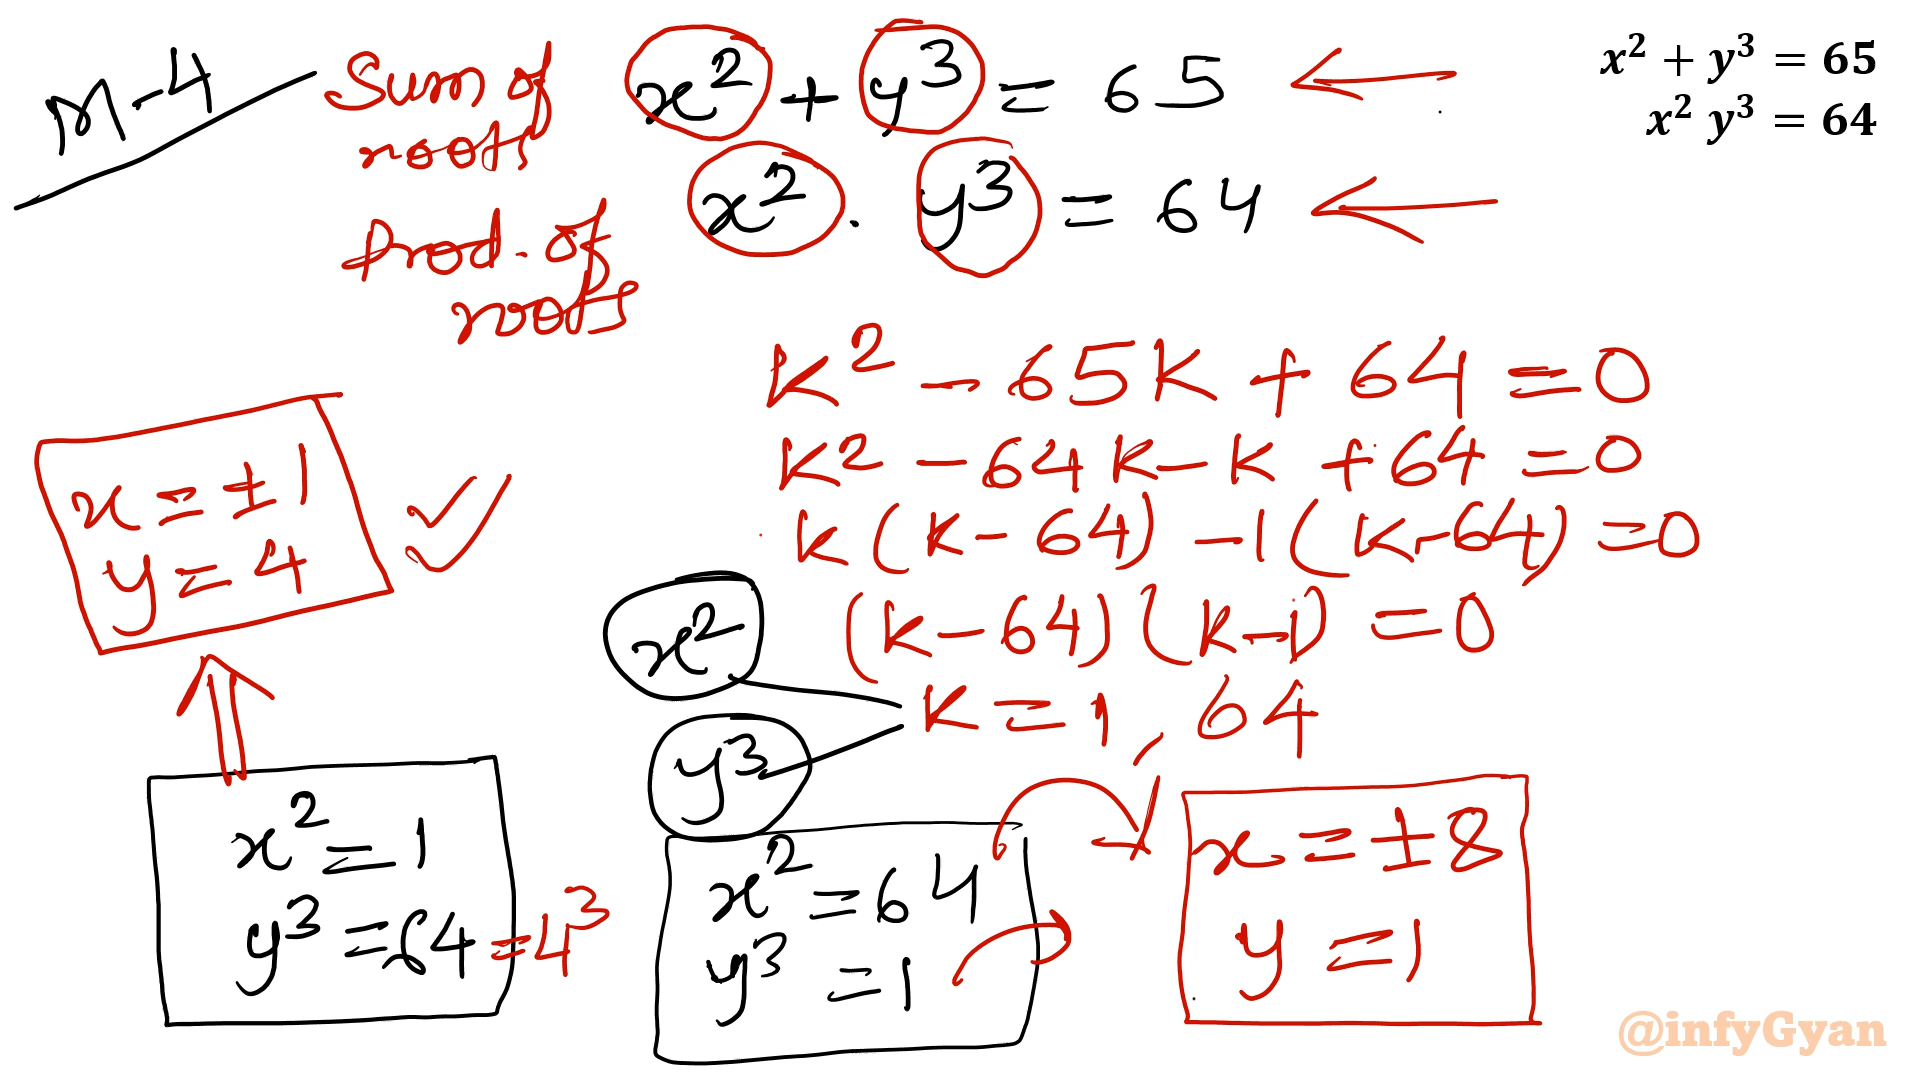 M-4
Sum of roots
x² + y³ = 65
x² + y³ = 65
x² y³ = 64
Prod. of roots
x² . y³ = 64
k² - 65k + 64 = 0
k² - 64k - k + 64 = 0
k(k - 64) - 1(k - 64) = 0
(k - 64)(k - 1) = 0
k = 1, 64
x²
y³
x = ±1
y = 4
x² = 1
y³ = 64 = 4³
x² = 64
y³ = 1
x = ±8
y = 1
@infyGyan